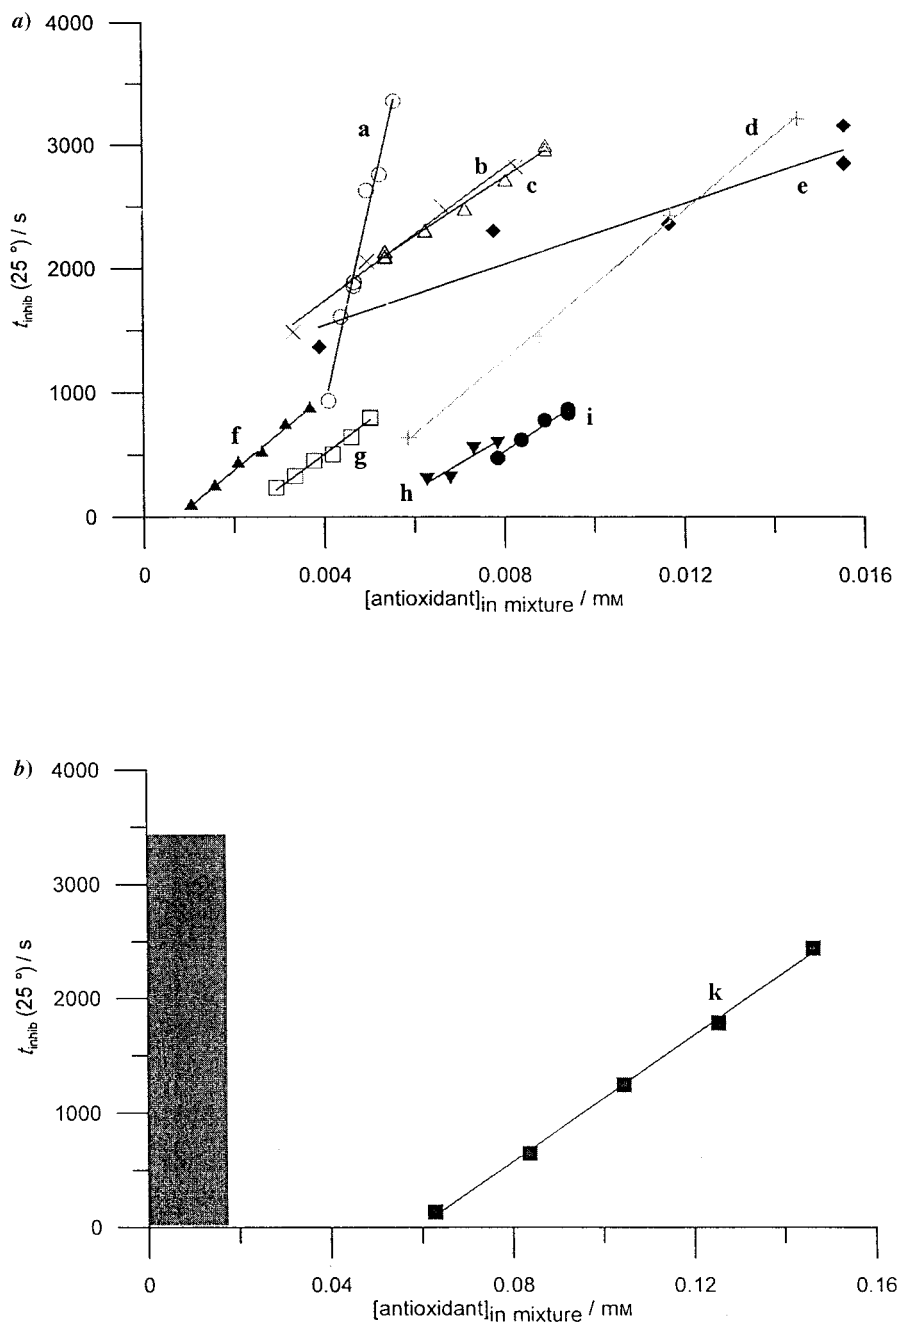 a)
4000
3000
2000
1000
0
t inhib (25 °) / s
a
b
c
d
e
f
g
h
i
0
0.004
0.008
0.012
0.016
[antioxidant] in mixture / mM
b)
4000
3000
2000
1000
0
t inhib (25 °) / s
k
0
0.04
0.08
0.12
0.16
[antioxidant] in mixture / mM